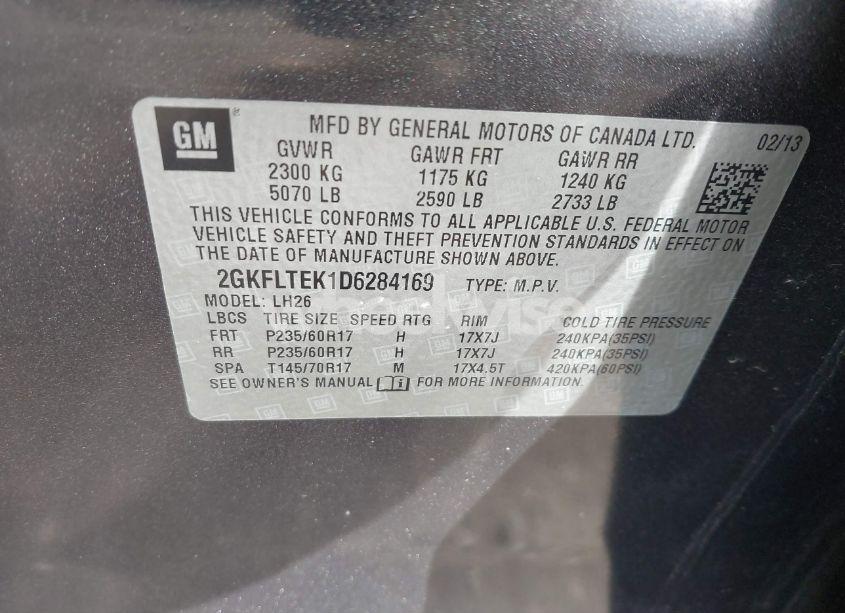 GM ®
MFD BY GENERAL MOTORS OF CANADA LTD. 02/13
GVWR GAWR FRT GAWR RR
2300 KG 1175 KG 1240 KG
5070 LB 2590 LB 2733 LB
THIS VEHICLE CONFORMS TO ALL APPLICABLE U.S. FEDERAL MOTOR
VEHICLE SAFETY AND THEFT PREVENTION STANDARDS IN EFFECT ON
THE DATE OF MANUFACTURE SHOWN ABOVE.
2GKFLTEK1D6284169 TYPE: M.P.V.
MODEL: LH26
LBCS TIRE SIZE SPEED RTG RIM COLD TIRE PRESSURE
FRT P235/60R17 H 17X7J 240KPA(35PSI)
RR P235/60R17 H 17X7J 240KPA(35PSI)
SPA T145/70R17 M 17X4.5T 420KPA(60PSI)
SEE OWNER'S MANUAL FOR MORE INFORMATION.